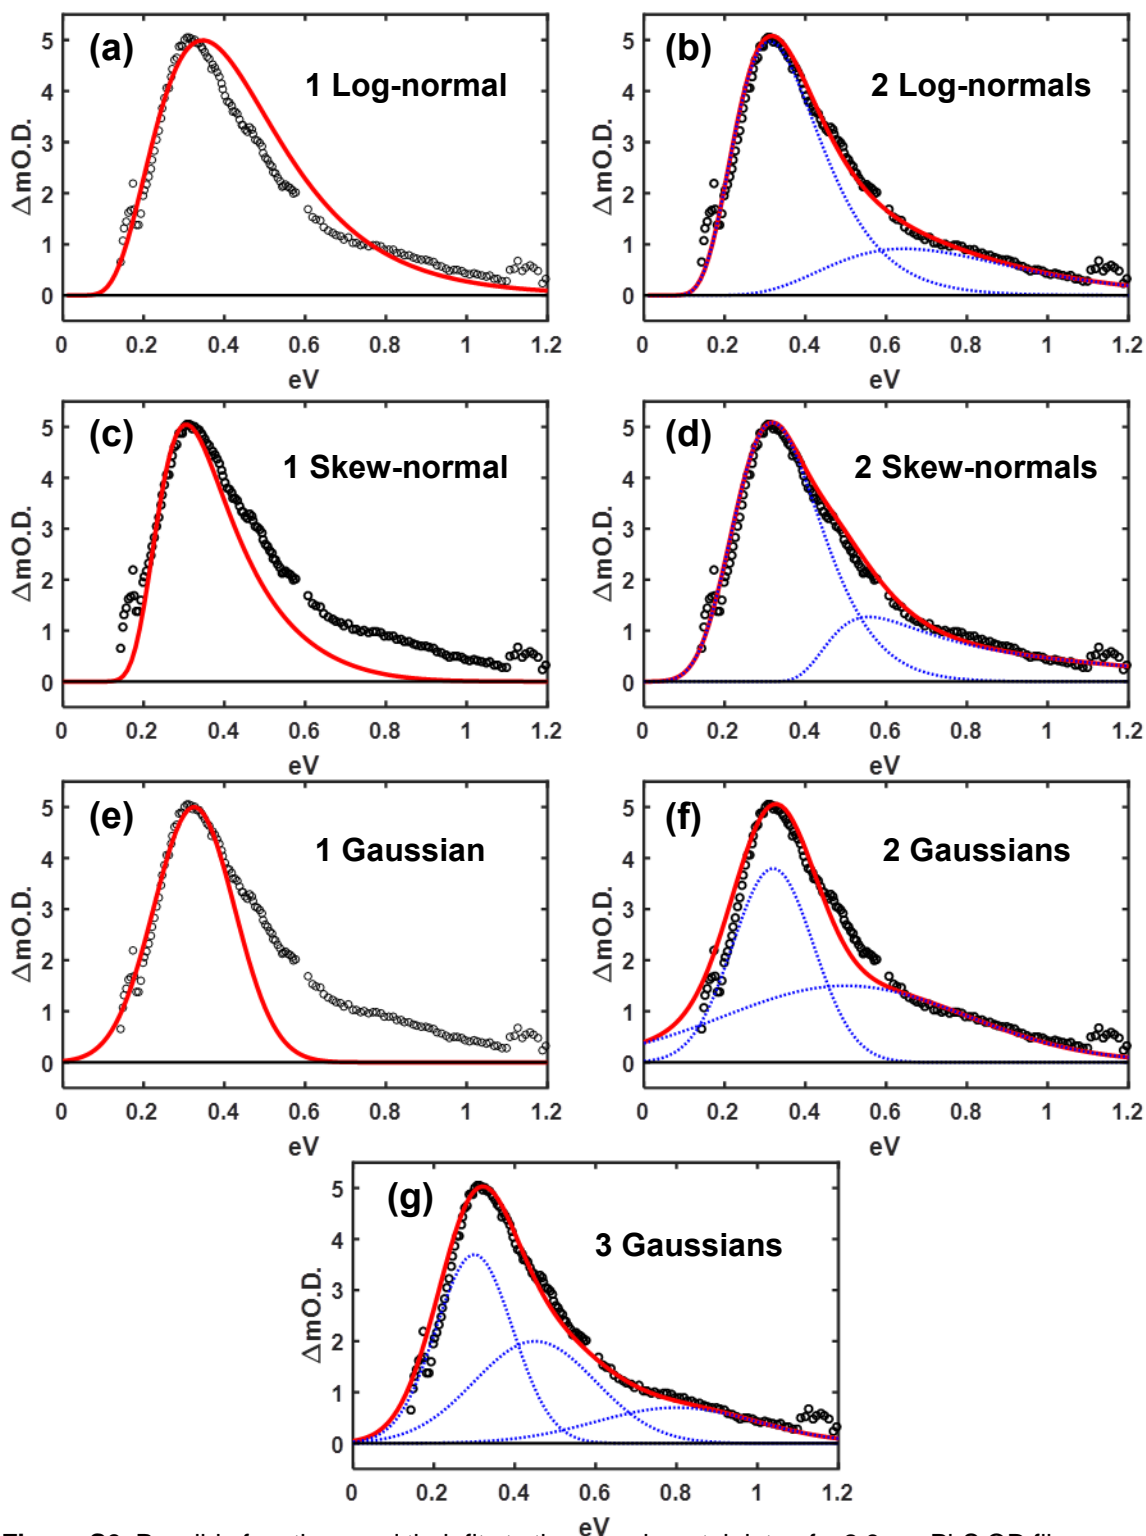 (a)
1 Log-normal
ΔmO.D.
5
4
3
2
1
0
0 0.2 0.4 0.6 0.8 1 1.2
eV
(b)
2 Log-normals
ΔmO.D.
5
4
3
2
1
0
0 0.2 0.4 0.6 0.8 1 1.2
eV
(c)
1 Skew-normal
ΔmO.D.
5
4
3
2
1
0
0 0.2 0.4 0.6 0.8 1 1.2
eV
(d)
2 Skew-normals
ΔmO.D.
5
4
3
2
1
0
0 0.2 0.4 0.6 0.8 1 1.2
eV
(e)
1 Gaussian
ΔmO.D.
5
4
3
2
1
0
0 0.2 0.4 0.6 0.8 1 1.2
eV
(f)
2 Gaussians
ΔmO.D.
5
4
3
2
1
0
0 0.2 0.4 0.6 0.8 1 1.2
eV
(g)
3 Gaussians
ΔmO.D.
5
4
3
2
1
0
0.0 0.2 0.4 0.6 0.8 1 1.2
eV